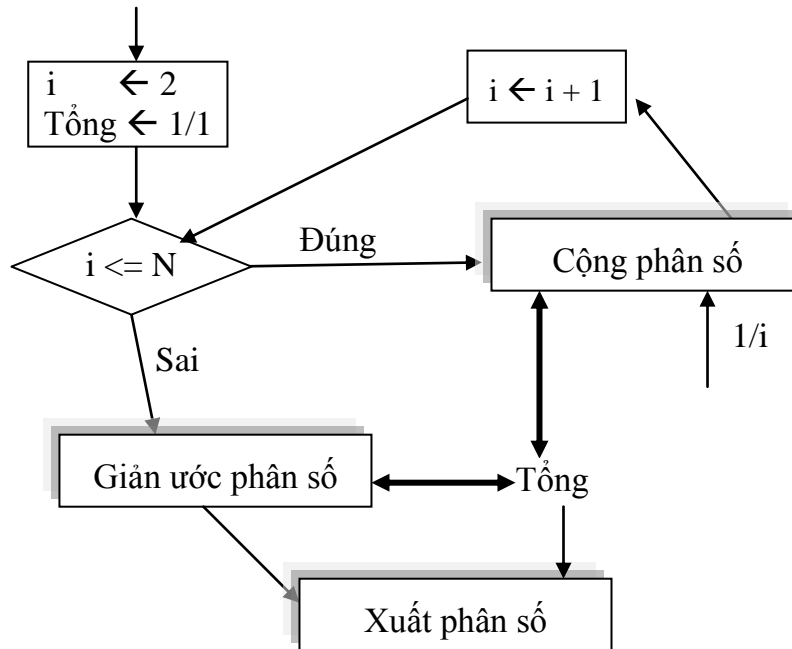 i ← 2
Tổng ← 1/1
i ← i + 1
i <= N
Đúng
Cộng phân số
1/i
Sai
Giản ước phân số
Tổng
Xuất phân số